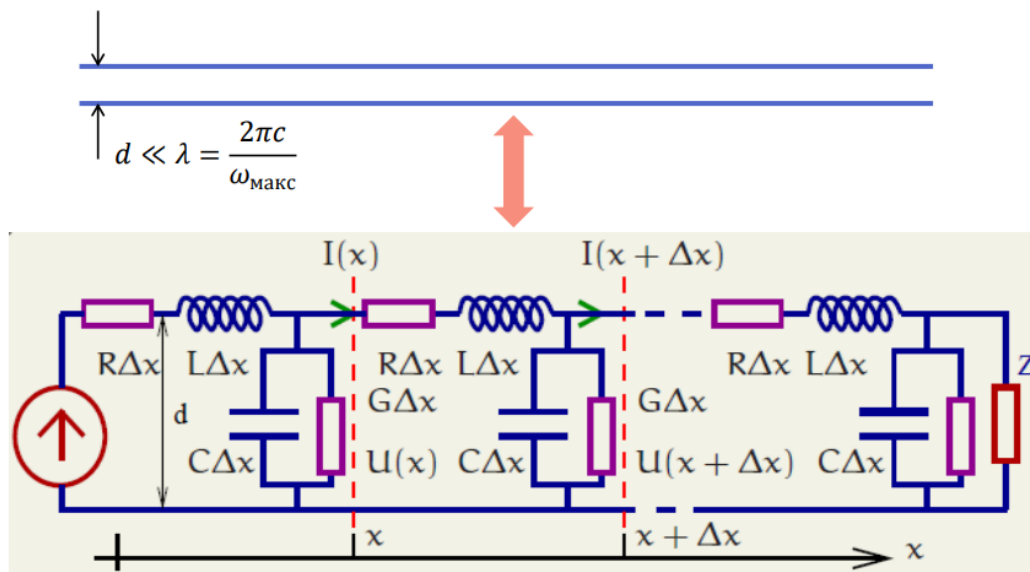 d ≪ λ = 2πc / ω_макс
I(x) I(x + Δx)
RΔx LΔx RΔx LΔx RΔx LΔx Z
d GΔx GΔx
CΔx U(x) CΔx U(x + Δx) CΔx
x x + Δx x